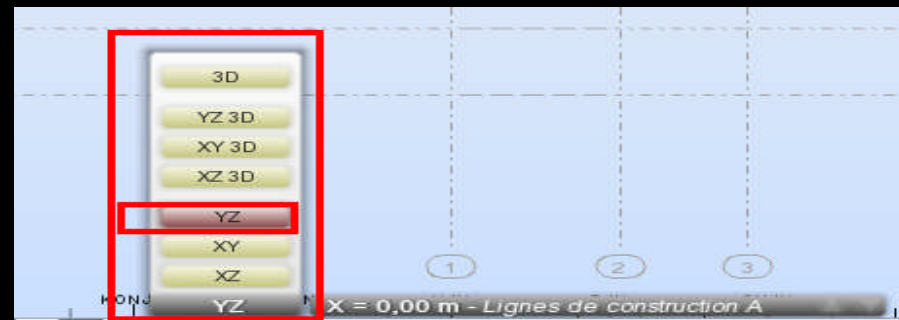 3D
YZ 3D
XY 3D
XZ 3D
YZ
XY
XZ
1 2 3
YZ X = 0,00 m - Lignes de construction A